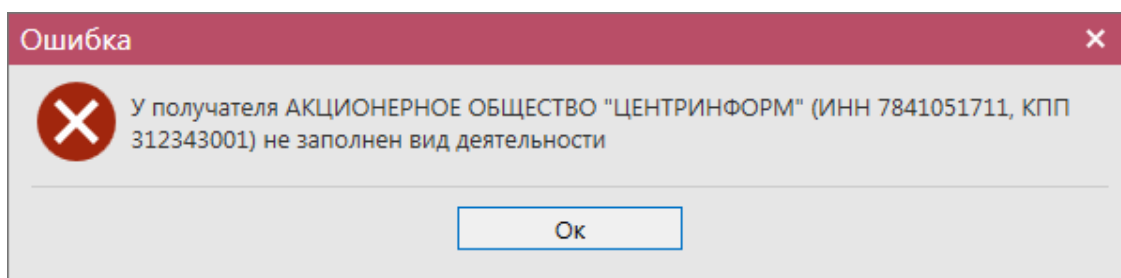 Ошибка
У получателя АКЦИОНЕРНОЕ ОБЩЕСТВО "ЦЕНТРИНФОРМ" (ИНН 7841051711, КПП
312343001) не заполнен вид деятельности
Ок